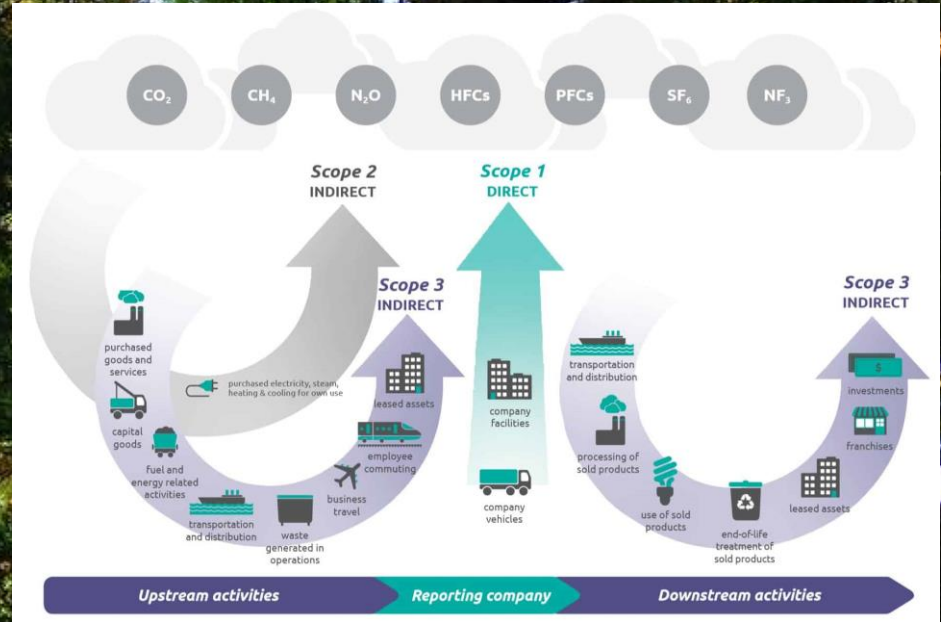 CO₂
CH₄
N₂O
HFCs
PFCs
SF₆
NF₃
Scope 2
INDIRECT
Scope 1
DIRECT
Scope 3
INDIRECT
Scope 3
INDIRECT
purchased
goods and
services
capital
goods
fuel and
energy related
activities
purchased electricity, steam,
heating & cooling for own use
transportation
and distribution
waste
generated in
operations
business
travel
employee
commuting
leased assets
company
facilities
company
vehicles
transportation
and distribution
processing of
sold products
use of sold
products
end-of-life
treatment of
sold products
leased assets
franchises
investments
$
Upstream activities
Reporting company
Downstream activities